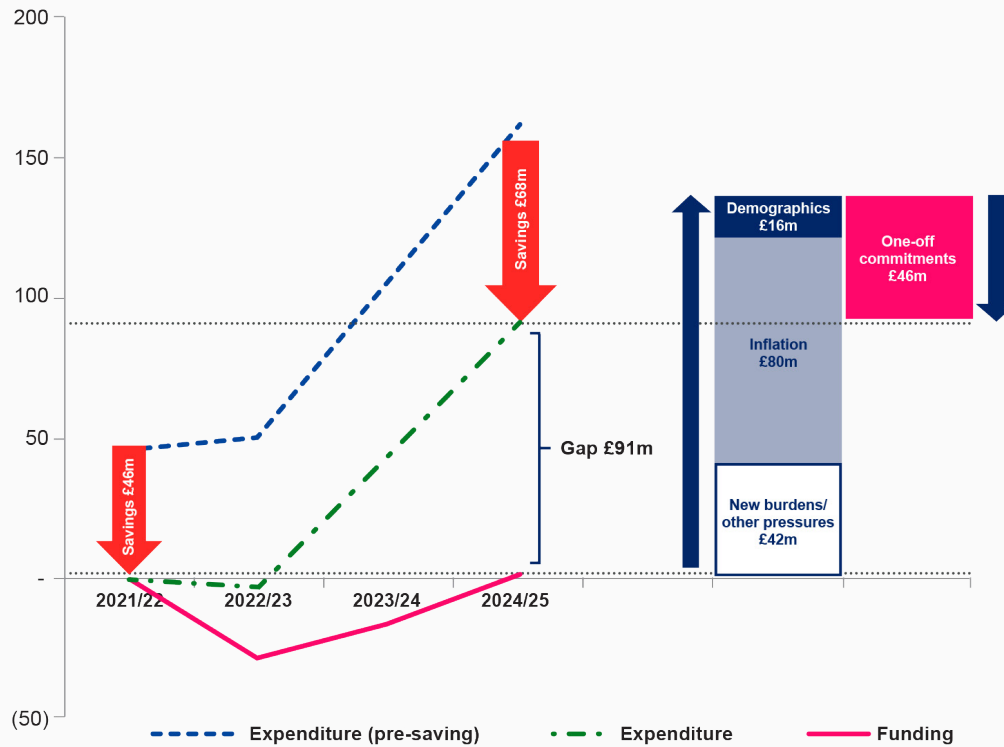 200
150
100
50
-
(50)
Savings £46m
Savings £68m
Gap £91m
Demographics
£16m
Inflation
£80m
New burdens/
other pressures
£42m
One-off
commitments
£46m
2021/22
2022/23
2023/24
2024/25
Expenditure (pre-saving)
Expenditure
Funding